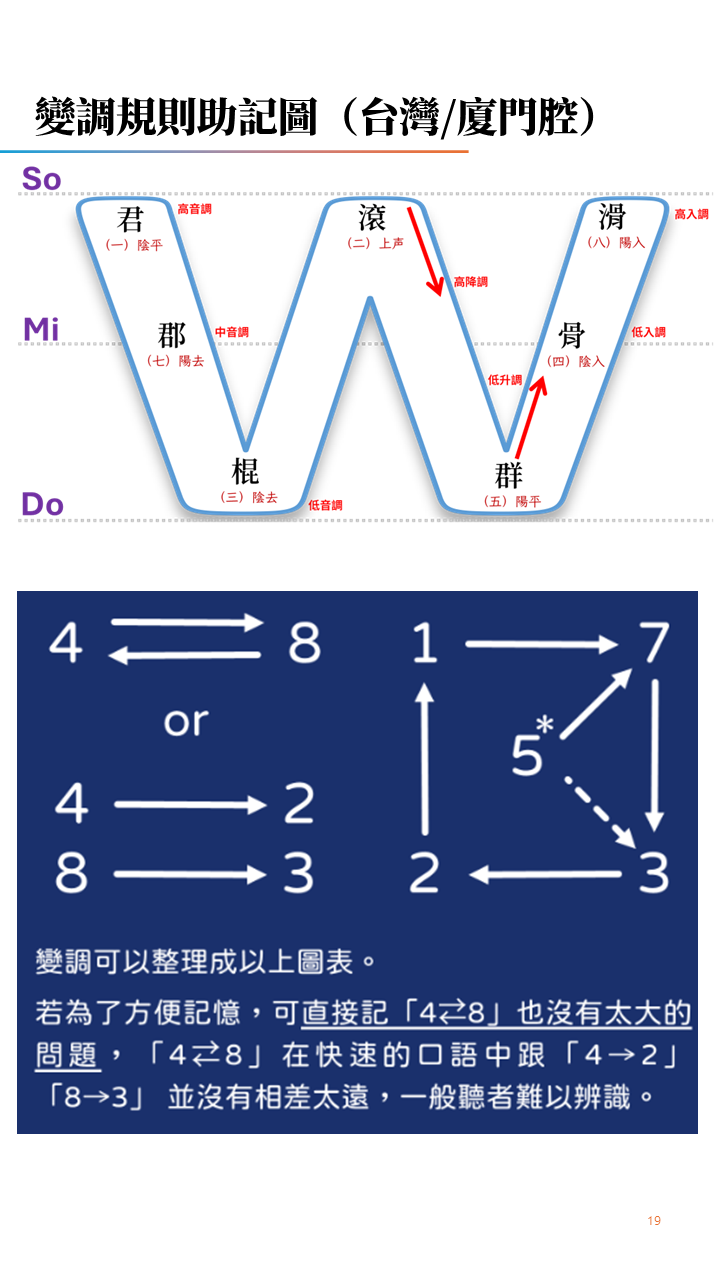 變調規則助記圖（台灣/廈門腔）
So
君
（一）陰平
高音調
滾
（二）上声
滑
（八）陽入
高入調
高降調
Mi
郡
（七）陽去
中音調
骨
（四）陰入
低入調
低升調
棍
（三）陰去
群
（五）陽平
Do
低音調
4 8 1 7
or
5*
4 2
8 3 2 3
變調可以整理成以上圖表。
若為了方便記憶，可直接記「4⇄8」也沒有太大的
問題，「4⇄8」在快速的口語中跟「4→2」
「8→3」 並沒有相差太遠，一般聽者難以辨識。
19